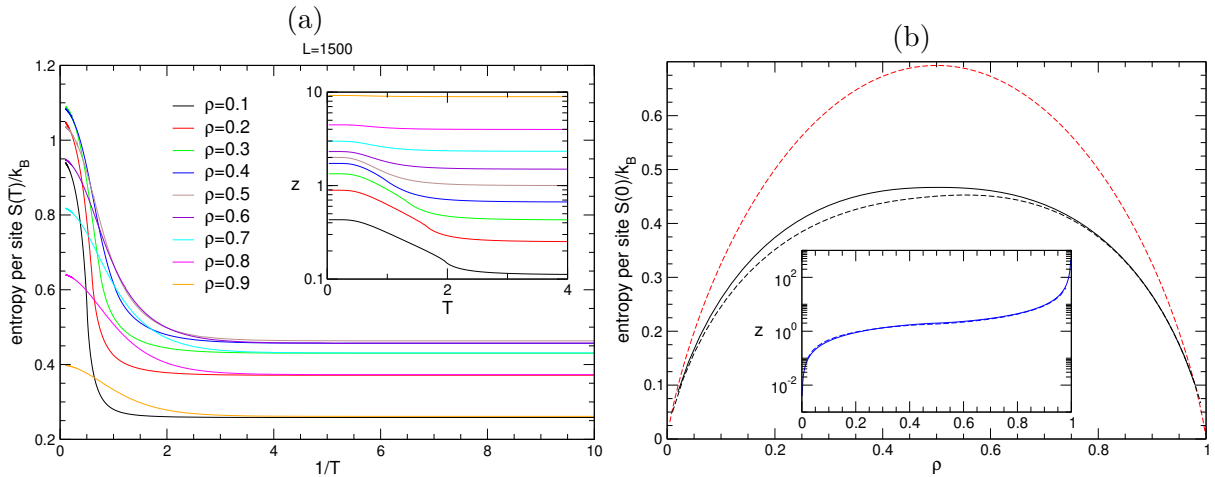 (a)
L=1500
entropy per site S(T)/k_B
1.2
1
0.8
0.6
0.4
0.2
0
2
4
6
8
10
1/T
ρ=0.1
ρ=0.2
ρ=0.3
ρ=0.4
ρ=0.5
ρ=0.6
ρ=0.7
ρ=0.8
ρ=0.9
z
10
1
0.1
0
2
4
T
(b)
entropy per site S(0)/k_B
0.6
0.5
0.4
0.3
0.2
0.1
0
0
0.2
0.4
0.6
0.8
1
ρ
z
10^2
10^0
10^-2
0
0.2
0.4
0.6
0.8
1